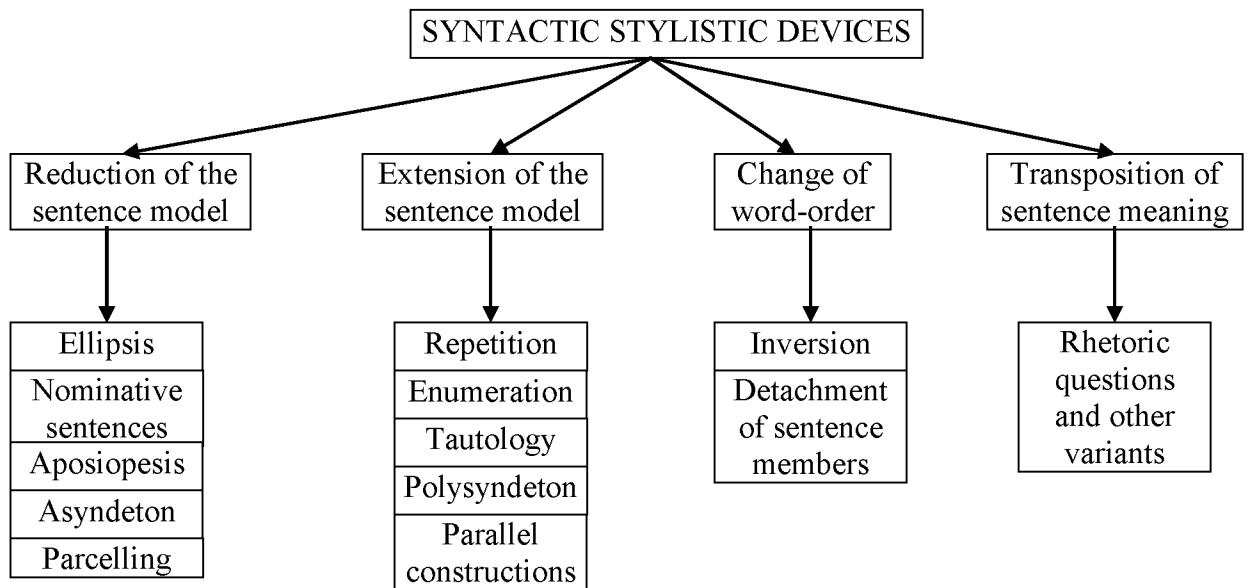 SYNTACTIC STYLISTIC DEVICES
Reduction of the
sentence model
Extension of the
sentence model
Change of
word-order
Transposition of
sentence meaning
Ellipsis
Nominative
sentences
Aposiopesis
Asyndeton
Parcelling
Repetition
Enumeration
Tautology
Polysyndeton
Parallel
constructions
Inversion
Detachment
of sentence
members
Rhetoric
questions
and other
variants